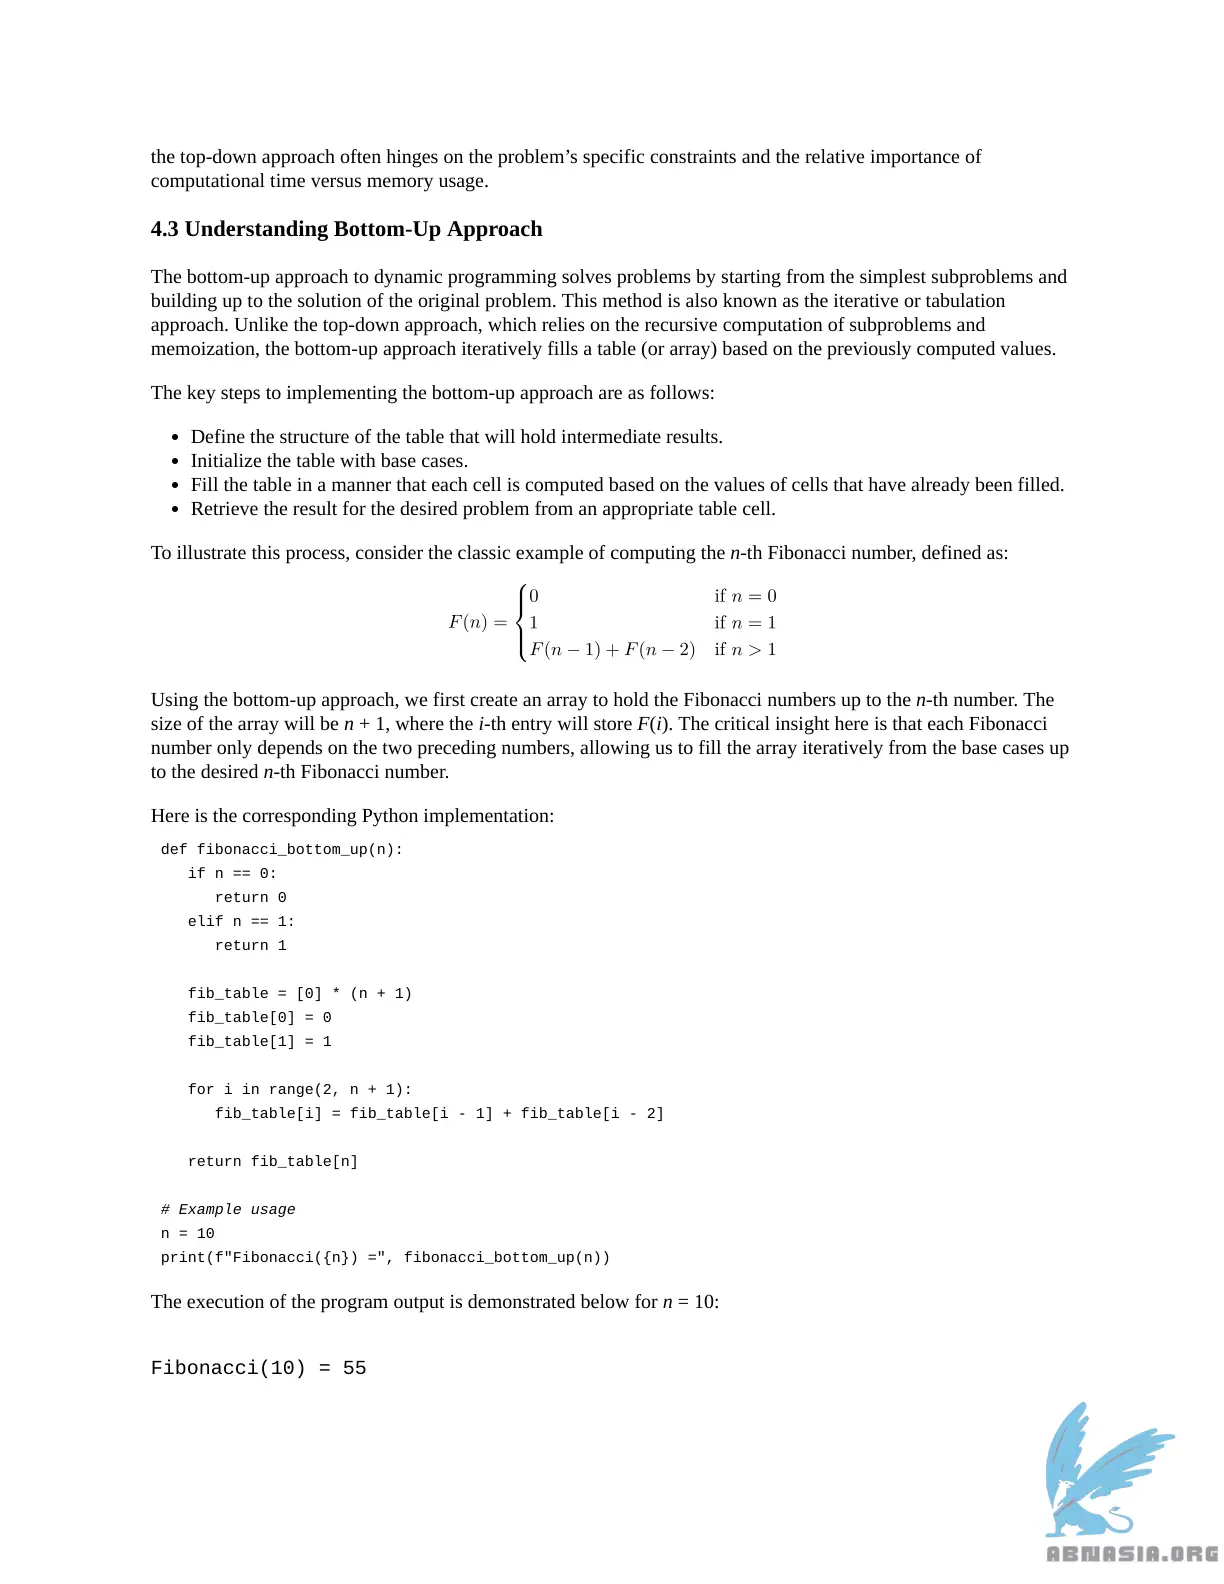 the top-down approach often hinges on the problem’s specific constraints and the relative importance of
computational time versus memory usage.
4.3 Understanding Bottom-Up Approach
The bottom-up approach to dynamic programming solves problems by starting from the simplest subproblems and
building up to the solution of the original problem. This method is also known as the iterative or tabulation
approach. Unlike the top-down approach, which relies on the recursive computation of subproblems and
memoization, the bottom-up approach iteratively fills a table (or array) based on the previously computed values.
The key steps to implementing the bottom-up approach are as follows:
• Define the structure of the table that will hold intermediate results.
• Initialize the table with base cases.
• Fill the table in a manner that each cell is computed based on the values of cells that have already been filled.
• Retrieve the result for the desired problem from an appropriate table cell.
To illustrate this process, consider the classic example of computing the n-th Fibonacci number, defined as:
0 if n = 0
F(n) = { 1 if n = 1
F(n − 1) + F(n − 2) if n > 1
Using the bottom-up approach, we first create an array to hold the Fibonacci numbers up to the n-th number. The
size of the array will be n + 1, where the i-th entry will store F(i). The critical insight here is that each Fibonacci
number only depends on the two preceding numbers, allowing us to fill the array iteratively from the base cases up
to the desired n-th Fibonacci number.
Here is the corresponding Python implementation:
def fibonacci_bottom_up(n):
   if n == 0:
      return 0
   elif n == 1:
      return 1
   fib_table = [0] * (n + 1)
   fib_table[0] = 0
   fib_table[1] = 1
   for i in range(2, n + 1):
      fib_table[i] = fib_table[i - 1] + fib_table[i - 2]
   return fib_table[n]
# Example usage
n = 10
print(f"Fibonacci({n}) =", fibonacci_bottom_up(n))
The execution of the program output is demonstrated below for n = 10:
Fibonacci(10) = 55
ABNASIA.ORG